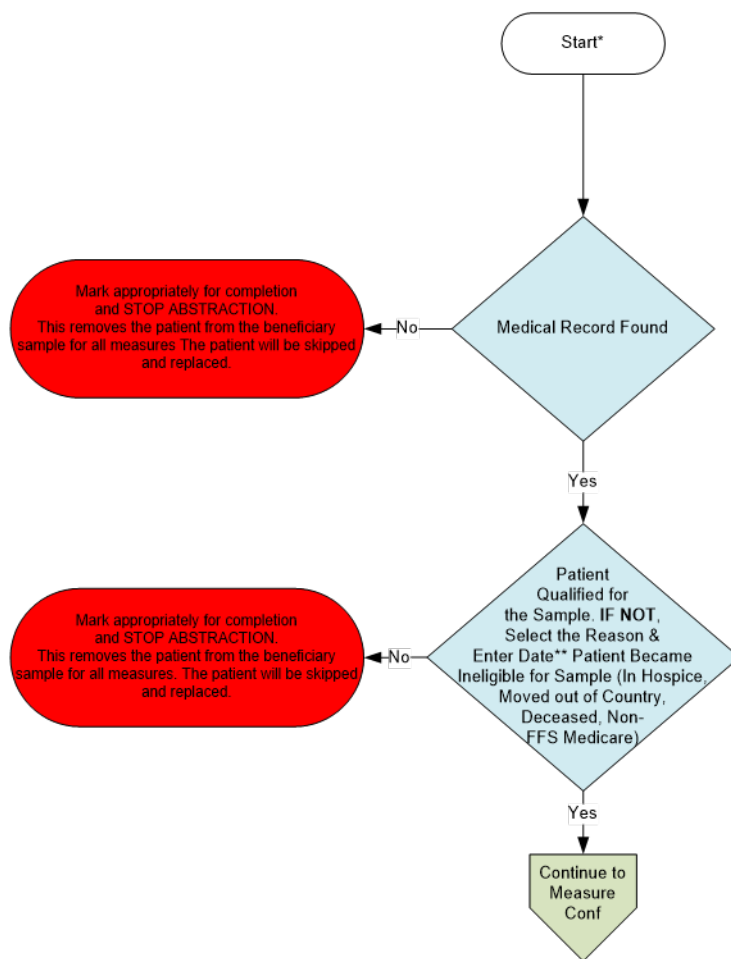 Start*
Mark appropriately for completion
and STOP ABSTRACTION.
This removes the patient from the beneficiary
sample for all measures The patient will be skipped
and replaced.
No
Medical Record Found
Yes
Mark appropriately for completion
and STOP ABSTRACTION.
This removes the patient from the beneficiary
sample for all measures. The patient will be skipped
and replaced.
No
Patient
Qualified for
the Sample. IF NOT,
Select the Reason &
Enter Date** Patient Became
Ineligible for Sample (In Hospice,
Moved out of Country,
Deceased, Non-
FFS Medicare)
Yes
Continue to
Measure
Conf